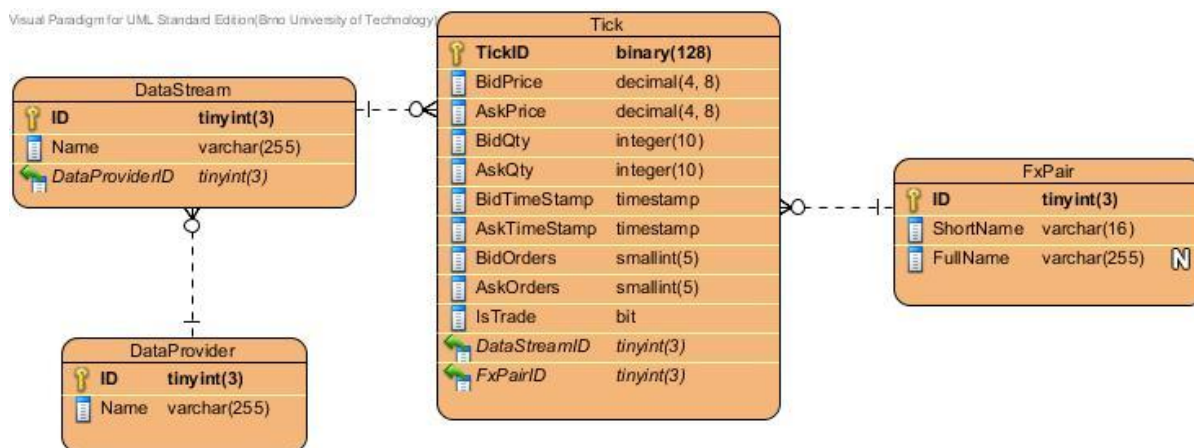 Visual Paradigm for UML Standard Edition(Brno University of Technology)
DataStream
ID tinyint(3)
Name varchar(255)
DataProviderID tinyint(3)
DataProvider
ID tinyint(3)
Name varchar(255)
Tick
TickID binary(128)
BidPrice decimal(4, 8)
AskPrice decimal(4, 8)
BidQty integer(10)
AskQty integer(10)
BidTimeStamp timestamp
AskTimeStamp timestamp
BidOrders smallint(5)
AskOrders smallint(5)
IsTrade bit
DataStreamID tinyint(3)
FxPairID tinyint(3)
FxPair
ID tinyint(3)
ShortName varchar(16)
FullName varchar(255) N